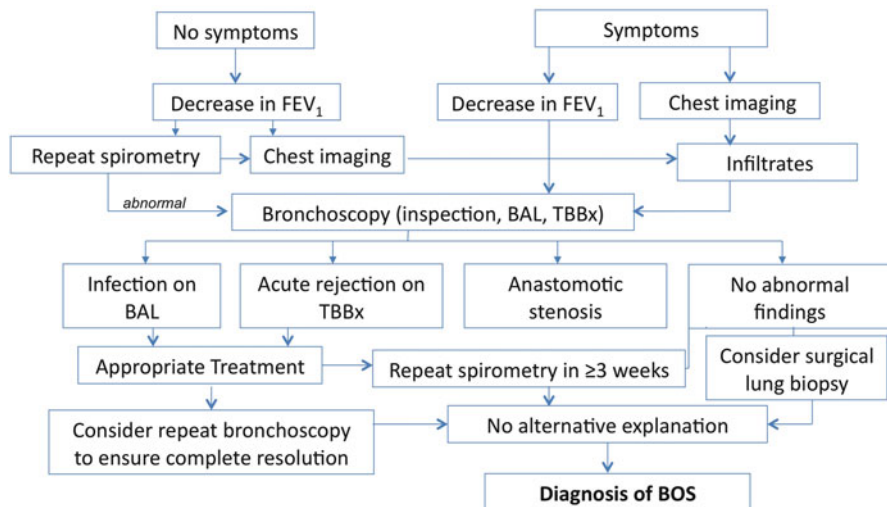 No symptoms
Symptoms
Decrease in FEV1
Decrease in FEV1
Chest imaging
Repeat spirometry
Chest imaging
Infiltrates
abnormal
Bronchoscopy (inspection, BAL, TBBx)
Infection on
BAL
Acute rejection on
TBBx
Anastomotic
stenosis
No abnormal
findings
Appropriate Treatment
Repeat spirometry in ≥3 weeks
Consider surgical
lung biopsy
Consider repeat bronchoscopy
to ensure complete resolution
No alternative explanation
Diagnosis of BOS